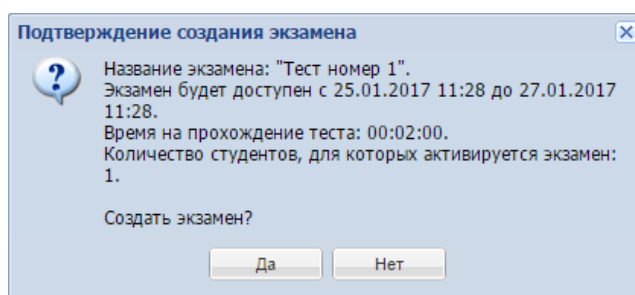 Подтверждение создания экзамена
Название экзамена: "Тест номер 1".
Экзамен будет доступен с 25.01.2017 11:28 до 27.01.2017
11:28.
Время на прохождение теста: 00:02:00.
Количество студентов, для которых активируется экзамен:
1.
Создать экзамен?
Да
Нет